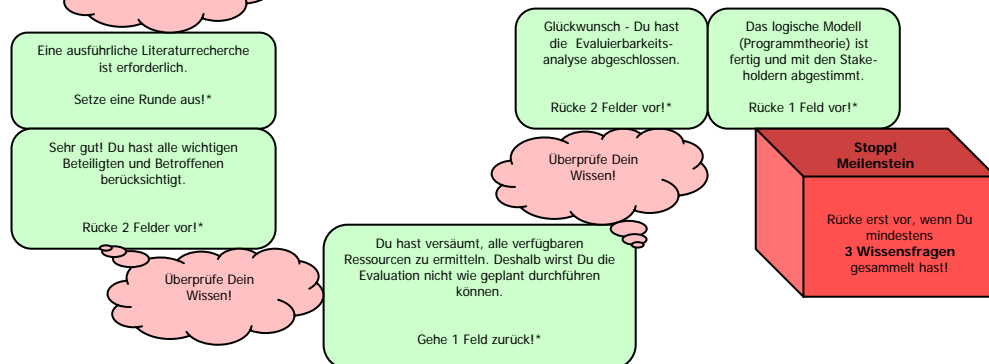 Eine ausführliche Literaturrecherche
ist erforderlich.
Setze eine Runde aus!*
Sehr gut! Du hast alle wichtigen
Beteiligten und Betroffenen
berücksichtigt.
Rücke 2 Felder vor!*
Überprüfe Dein
Wissen!
Du hast versäumt, alle verfügbaren
Ressourcen zu ermitteln. Deshalb wirst Du die
Evaluation nicht wie geplant durchführen
können.
Gehe 1 Feld zurück!*
Überprüfe Dein
Wissen!
Glückwunsch - Du hast
die Evaluierbarkeits-
analyse abgeschlossen.
Rücke 2 Felder vor!*
Das logische Modell
(Programmtheorie) ist
fertig und mit den Stake-
holdern abgestimmt.
Rücke 1 Feld vor!*
Stopp!
Meilenstein
Rücke erst vor, wenn Du
mindestens
3 Wissensfragen
gesammelt hast!